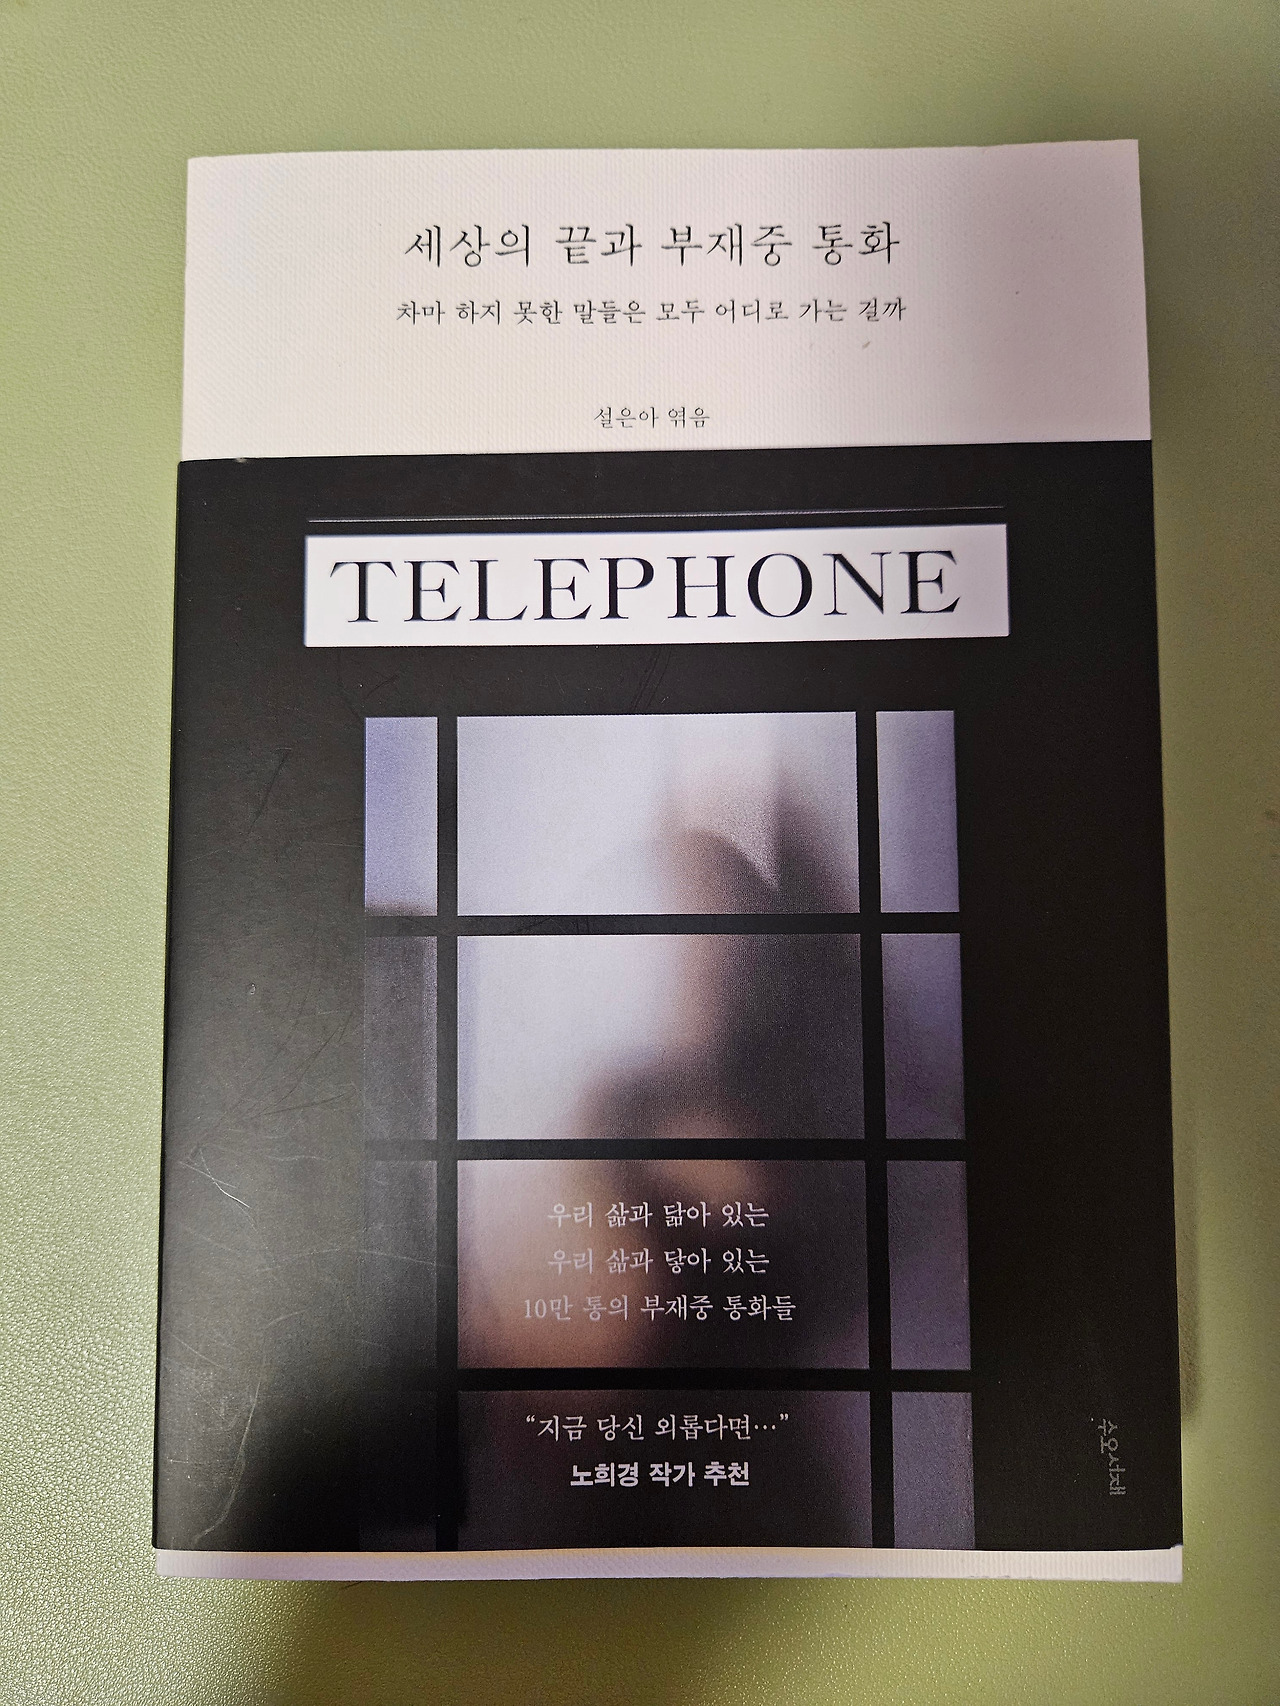 세상의 끝과 부재중 통화
차마 하지 못한 말들은 모두 어디로 가는 걸까
설은아 엮음
TELEPHONE
우리 삶과 닮아 있는
우리 삶과 닿아 있는
10만 통의 부재중 통화들
“지금 당신 외롭다면…”
노희경 작가 추천
수오서재